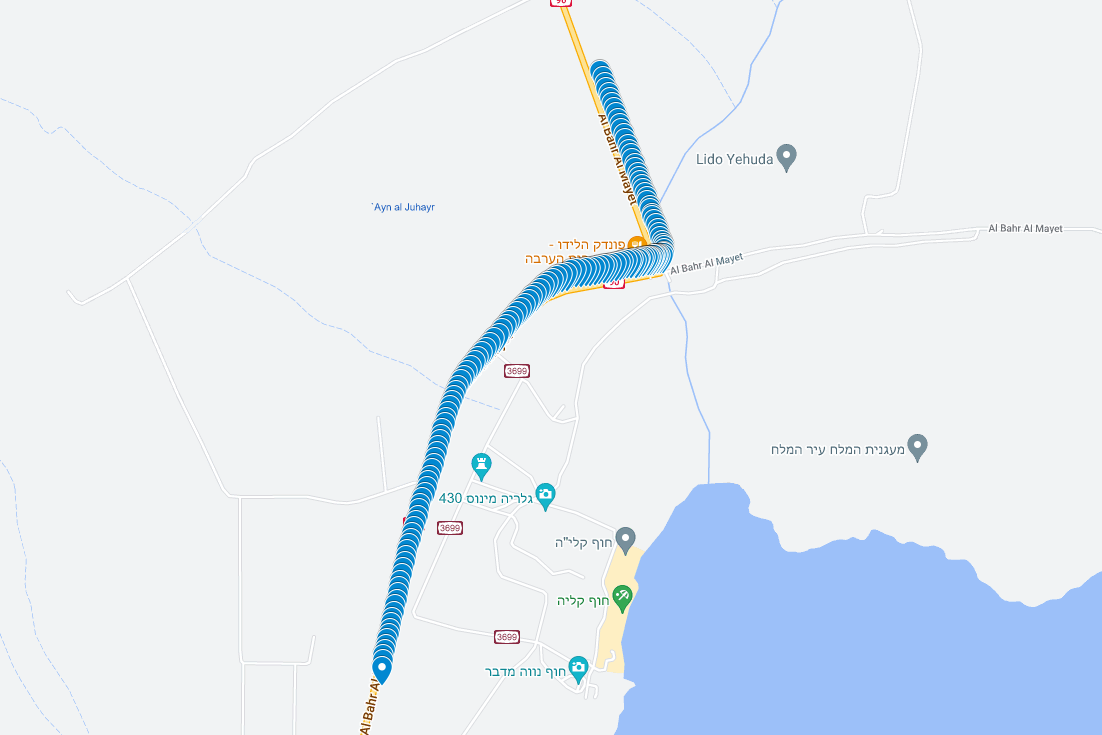 90
Al Bahr Al Mayet
Lido Yehuda
'Ayn al Juhayr
Al Bahr Al Mayet
פונדק הלידו -
הערבה
Al Bahr Al Mayet
90
3699
מעגנית המלח עיר המלח
גלריה מינוס 430
3699
חוף קלי"ה
חוף קליה
3699
חוף נווה מדבר
Al Bahr Al